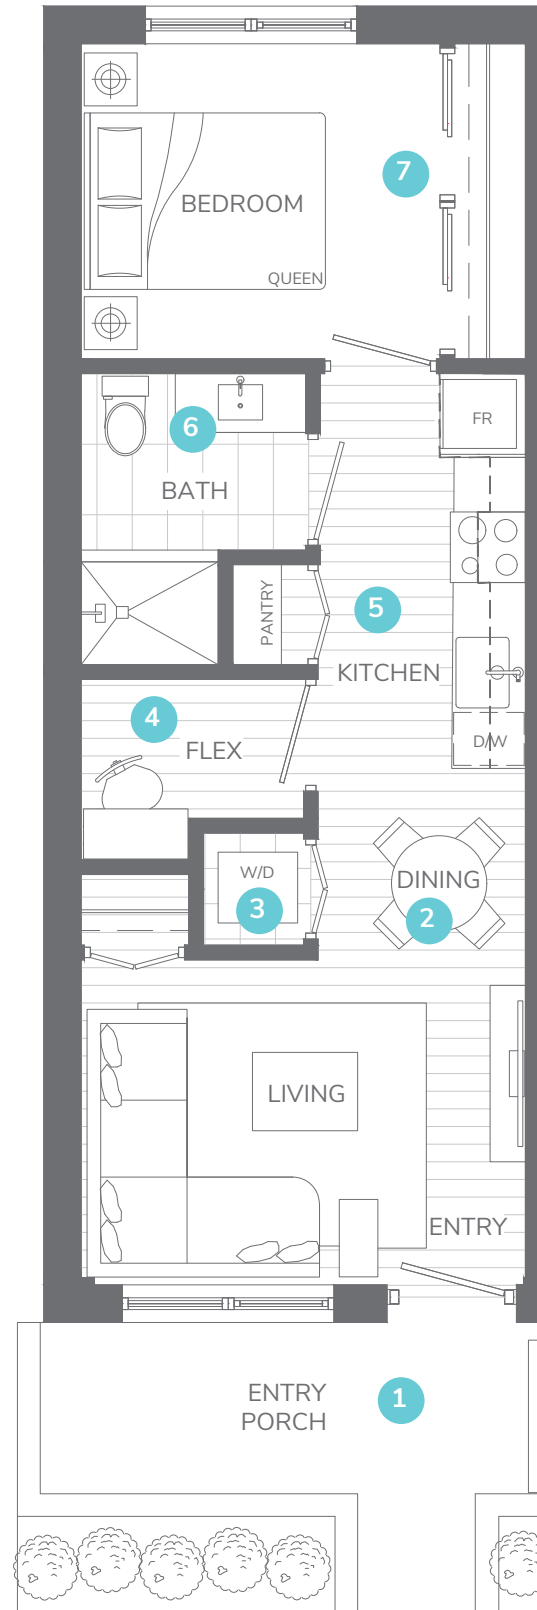 7
BEDROOM
QUEEN
FR
6
BATH
PANTRY
5
KITCHEN
4
FLEX
D/W
W/D
3
DINING
2
LIVING
ENTRY
ENTRY
PORCH
1